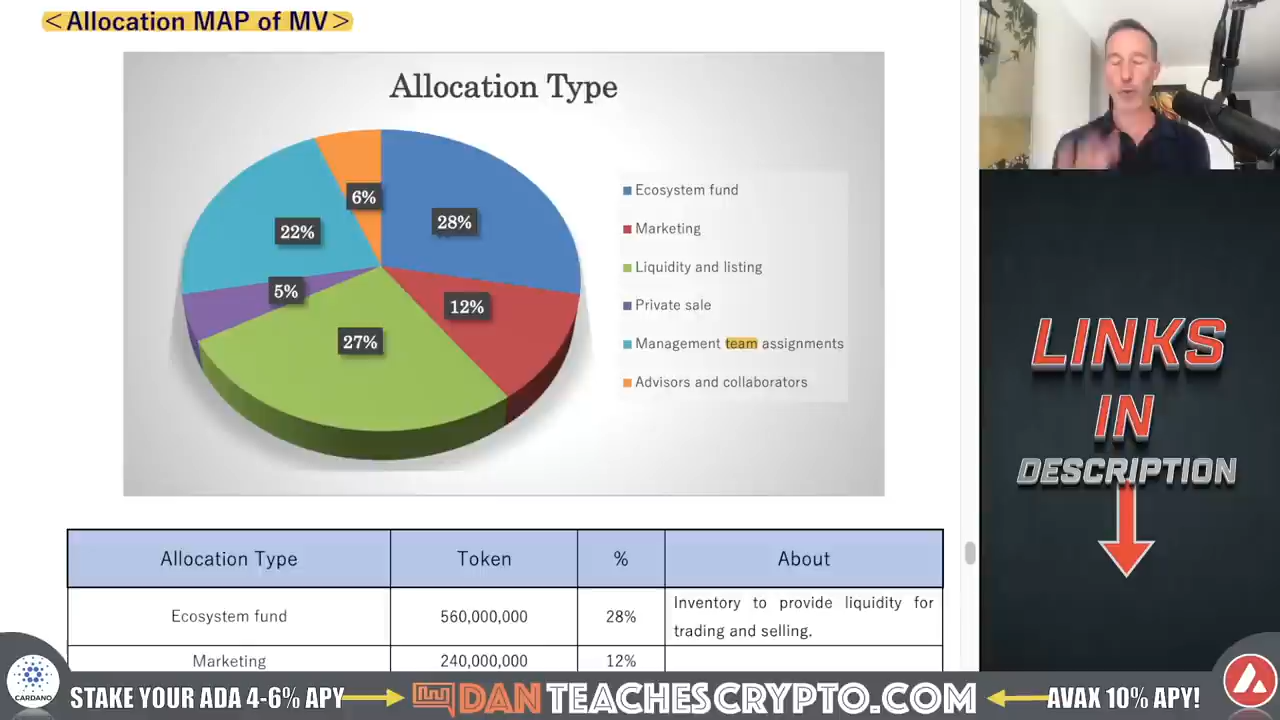 <Allocation MAP of MV>
Allocation Type
6%
28%
22%
5%
12%
27%
Ecosystem fund
Marketing
Liquidity and listing
Private sale
Management team assignments
Advisors and collaborators
Allocation Type Token % About
Ecosystem fund 560,000,000 28% Inventory to provide liquidity for
trading and selling.
Marketing 240,000,000 12%
LINKS
IN
DESCRIPTION
CARDANO
STAKE YOUR ADA 4-6% APY
DAN TEACHESCRYPTO.COM
AVAX 10% APY!